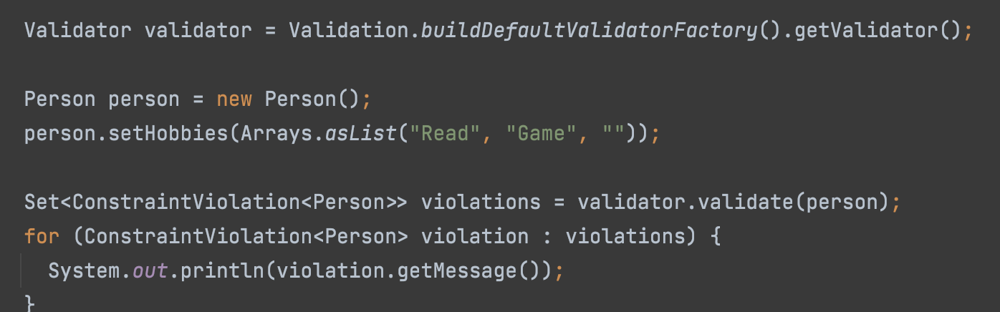 Validator validator = Validation.buildDefaultValidatorFactory().getValidator();
Person person = new Person();
person.setHobbies(Arrays.asList("Read", "Game", ""));
Set<ConstraintViolation<Person>> violations = validator.validate(person);
for (ConstraintViolation<Person> violation : violations) {
System.out.println(violation.getMessage());
}